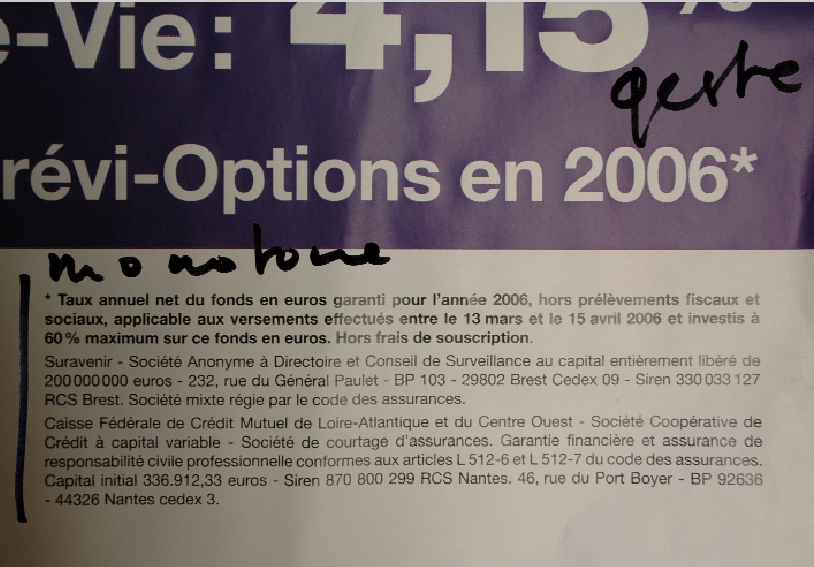 e-Vie: 4,15%
geste
révi-Options en 2006*
monotone
* Taux annuel net du fonds en euros garanti pour l'année 2006, hors prélèvements fiscaux et
sociaux, applicable aux versements effectués entre le 13 mars et le 15 avril 2006 et investis à
60% maximum sur ce fonds en euros. Hors frais de souscription.
Suravenir - Société Anonyme à Directoire et Conseil de Surveillance au capital entièrement libéré de
200 000 000 euros - 232, rue du Général Paulet - BP 103 - 29802 Brest Cedex 09 - Siren 330 033 127
RCS Brest. Société mixte régie par le code des assurances.
Caisse Fédérale de Crédit Mutuel de Loire-Atlantique et du Centre Ouest - Société Coopérative de
Crédit à capital variable - Société de courtage d'assurances. Garantie financière et assurance de
responsabilité civile professionnelle conformes aux articles L 512-6 et L 512-7 du code des assurances.
Capital initial 336.912,33 euros - Siren 870 800 299 RCS Nantes. 46, rue du Port Boyer - BP 92636
- 44326 Nantes cedex 3.